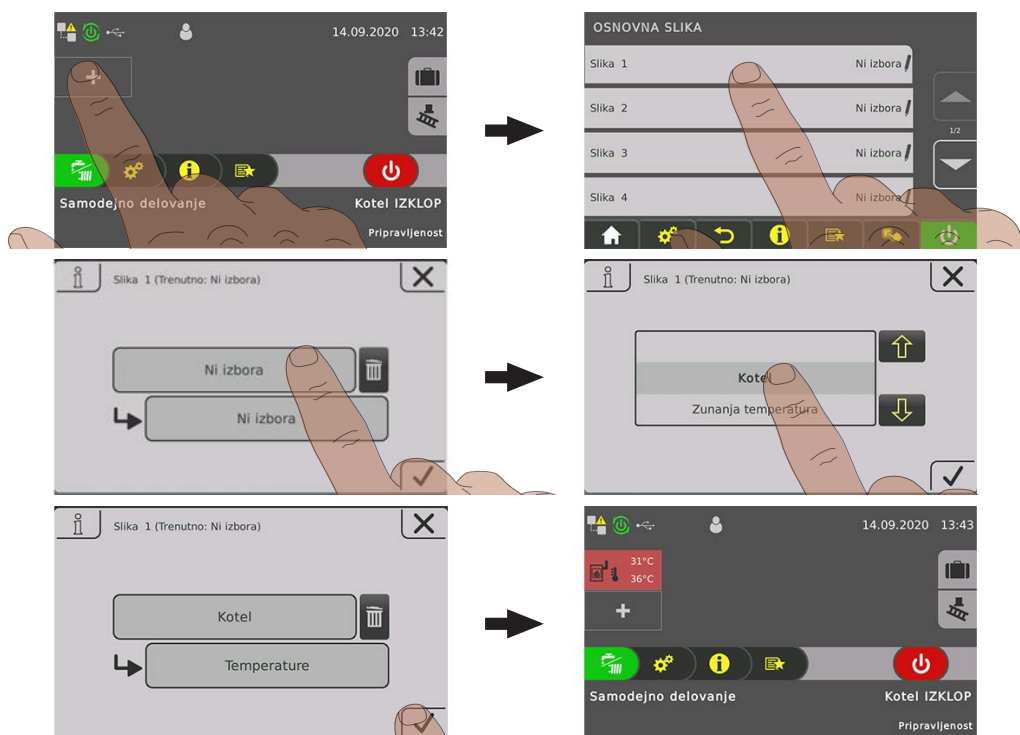 14.09.2020 13:42
Samodejno delovanje
Kotel IZKLOP
Pripravljenost
OSNOVNA SLIKA
Slika 1 Ni izbora
Slika 2 Ni izbora
1/2
Slika 3 Ni izbora
Slika 4 Ni izbora
Slika 1 (Trenutno: Ni izbora)
Ni izbora
Ni izbora
Slika 1 (Trenutno: Ni izbora)
Kotel
Zunanja temperatura
Slika 1 (Trenutno: Ni izbora)
Kotel
Temperature
14.09.2020 13:43
31°C
36°C
Samodejno delovanje
Kotel IZKLOP
Pripravljenost